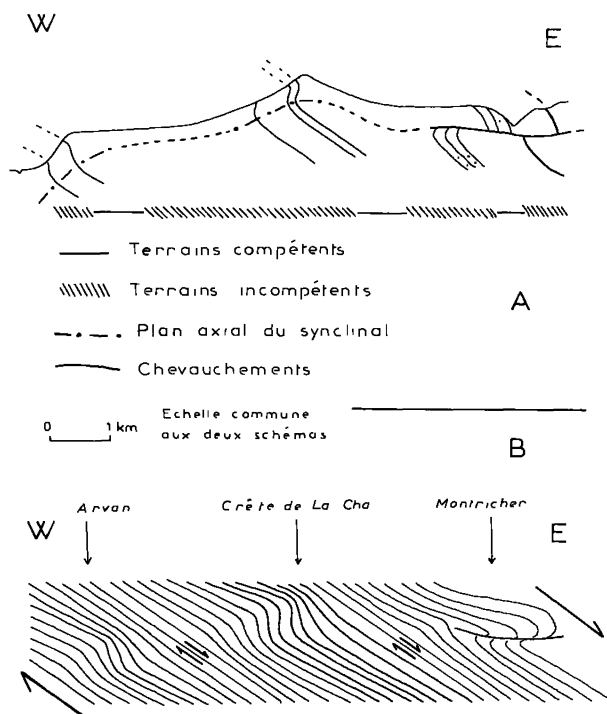 W
E
Terrains compétents
Terrains incompétents
Plan axial du synclinal
Chevauchements
A
0 1 km
Echelle commune
aux deux schémas
B
Arvan
Crête de La Cha
Montricher
W
E